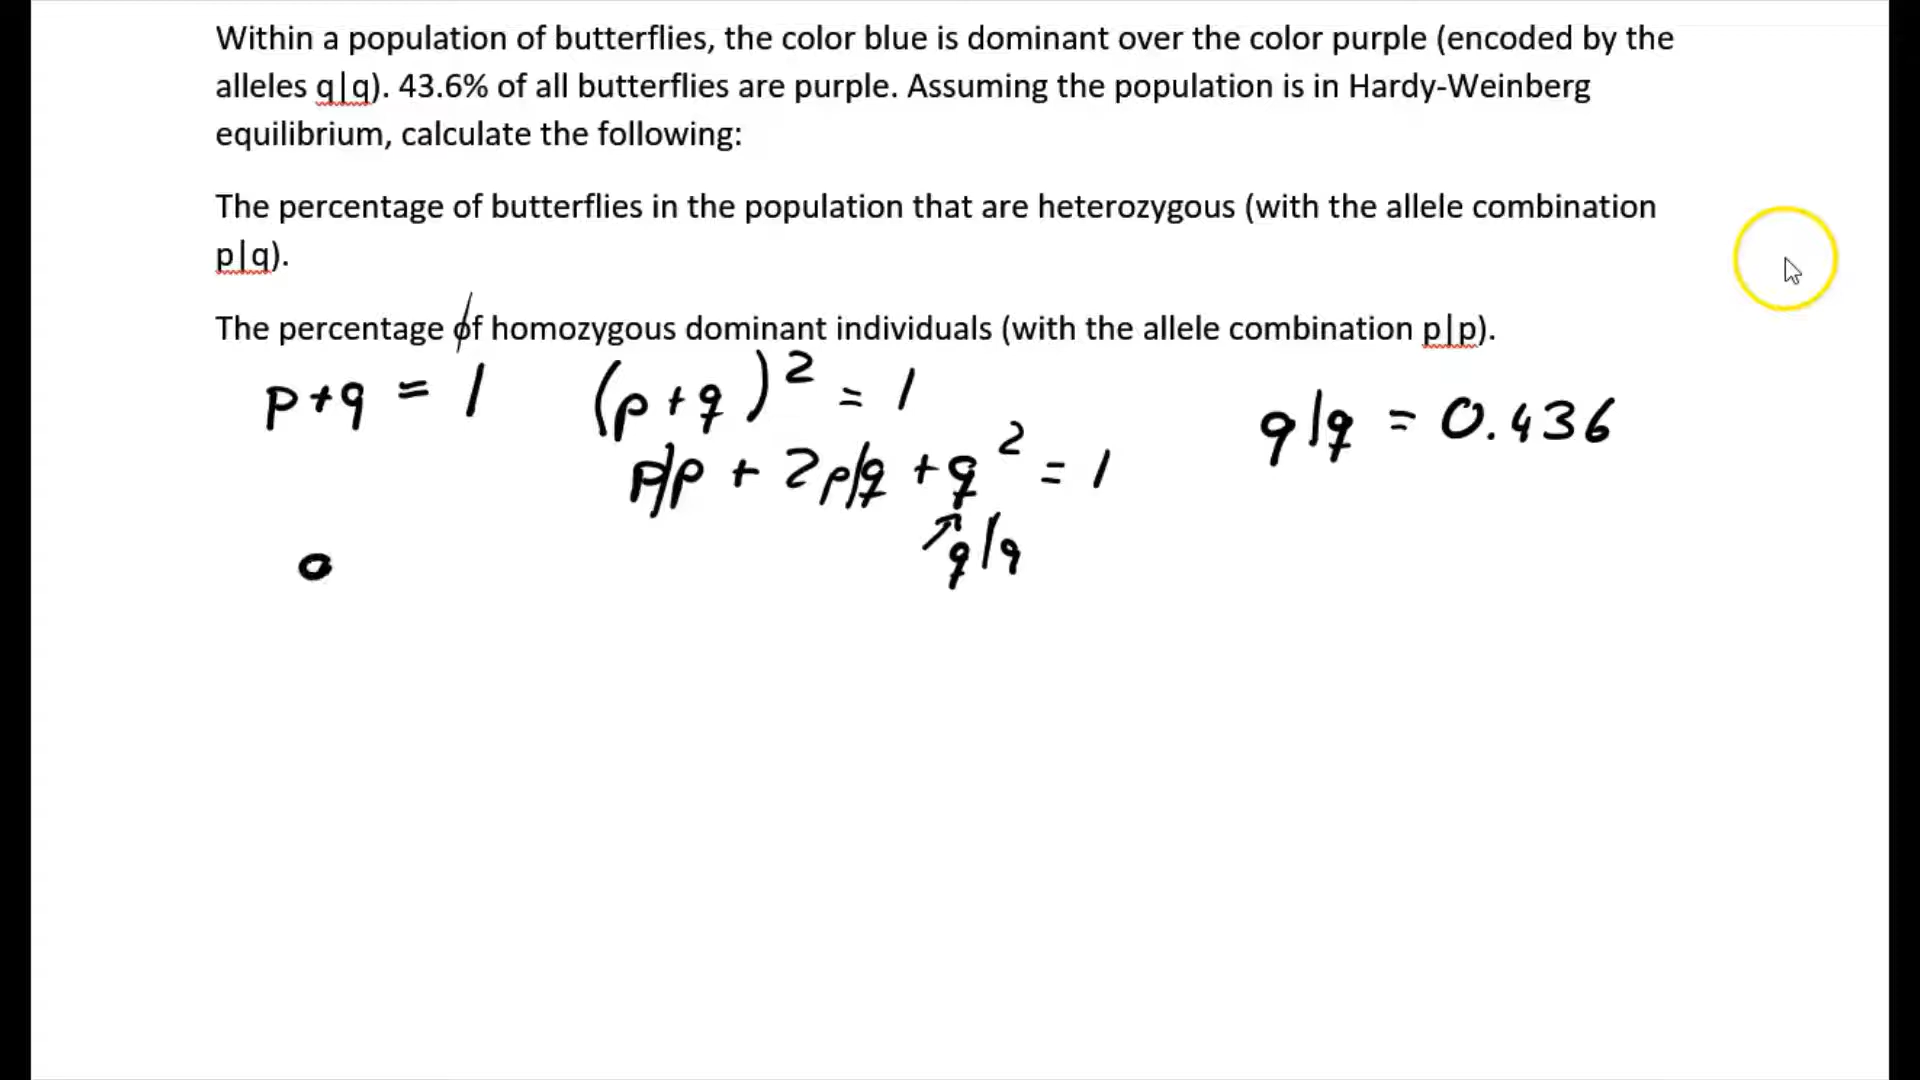 Within a population of butterflies, the color blue is dominant over the color purple (encoded by the
alleles q|q). 43.6% of all butterflies are purple. Assuming the population is in Hardy-Weinberg
equilibrium, calculate the following:
The percentage of butterflies in the population that are heterozygous (with the allele combination
p|q).
The percentage of homozygous dominant individuals (with the allele combination p|p).
p+q = 1
(p+q)² = 1
q|q = 0.436
p|p + 2p|q + q² = 1
q|q